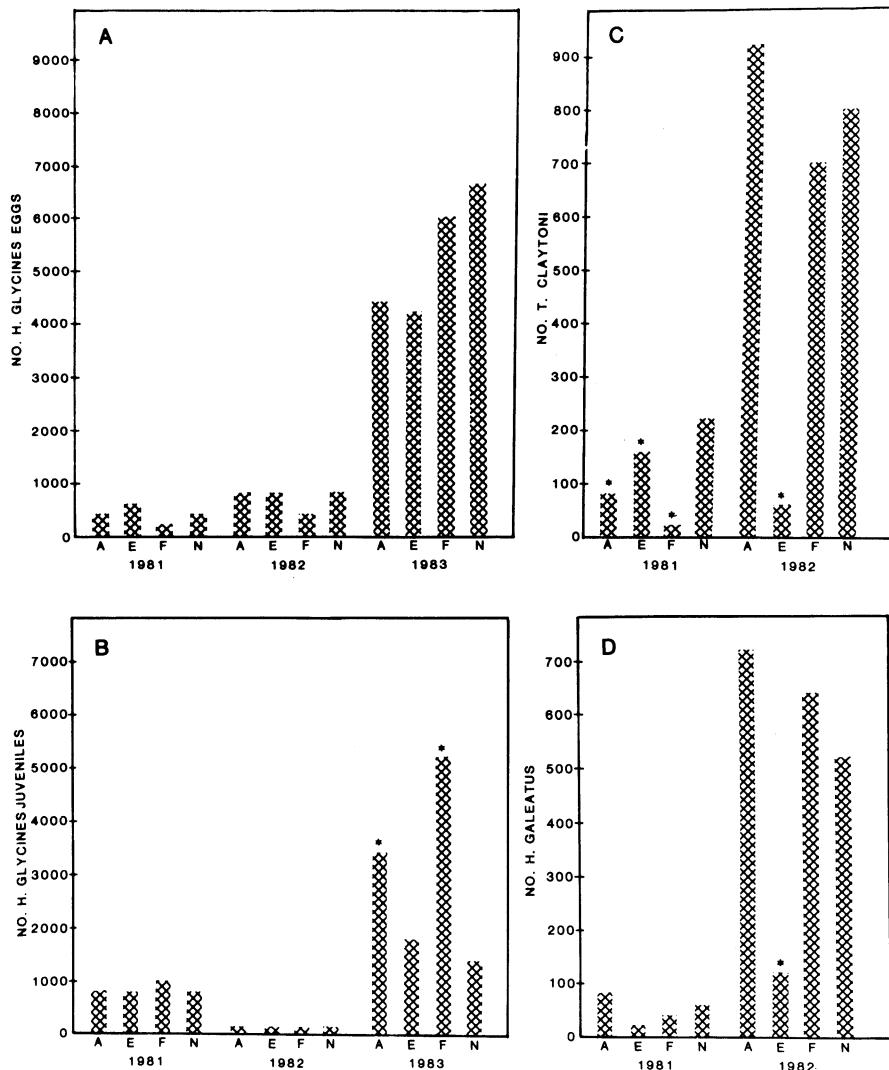 A
NO. H. GLYCINES EGGS
9000
8000
7000
6000
5000
4000
3000
2000
1000
0
A E F N A E F N A E F N
1981 1982 1983
C
NO. T. CLAYTONI
900
800
700
600
500
400
300
200
100
0
* * * *
A E F N A E F N
1981 1982
B
NO. H. GLYCINES JUVENILES
7000
6000
5000
4000
3000
2000
1000
0
* *
A E F N A E F N A E F N
1981 1982 1983
D
NO. H. GALEATUS
700
600
500
400
300
200
100
0
*
A E F N A E F N
1981 1982.